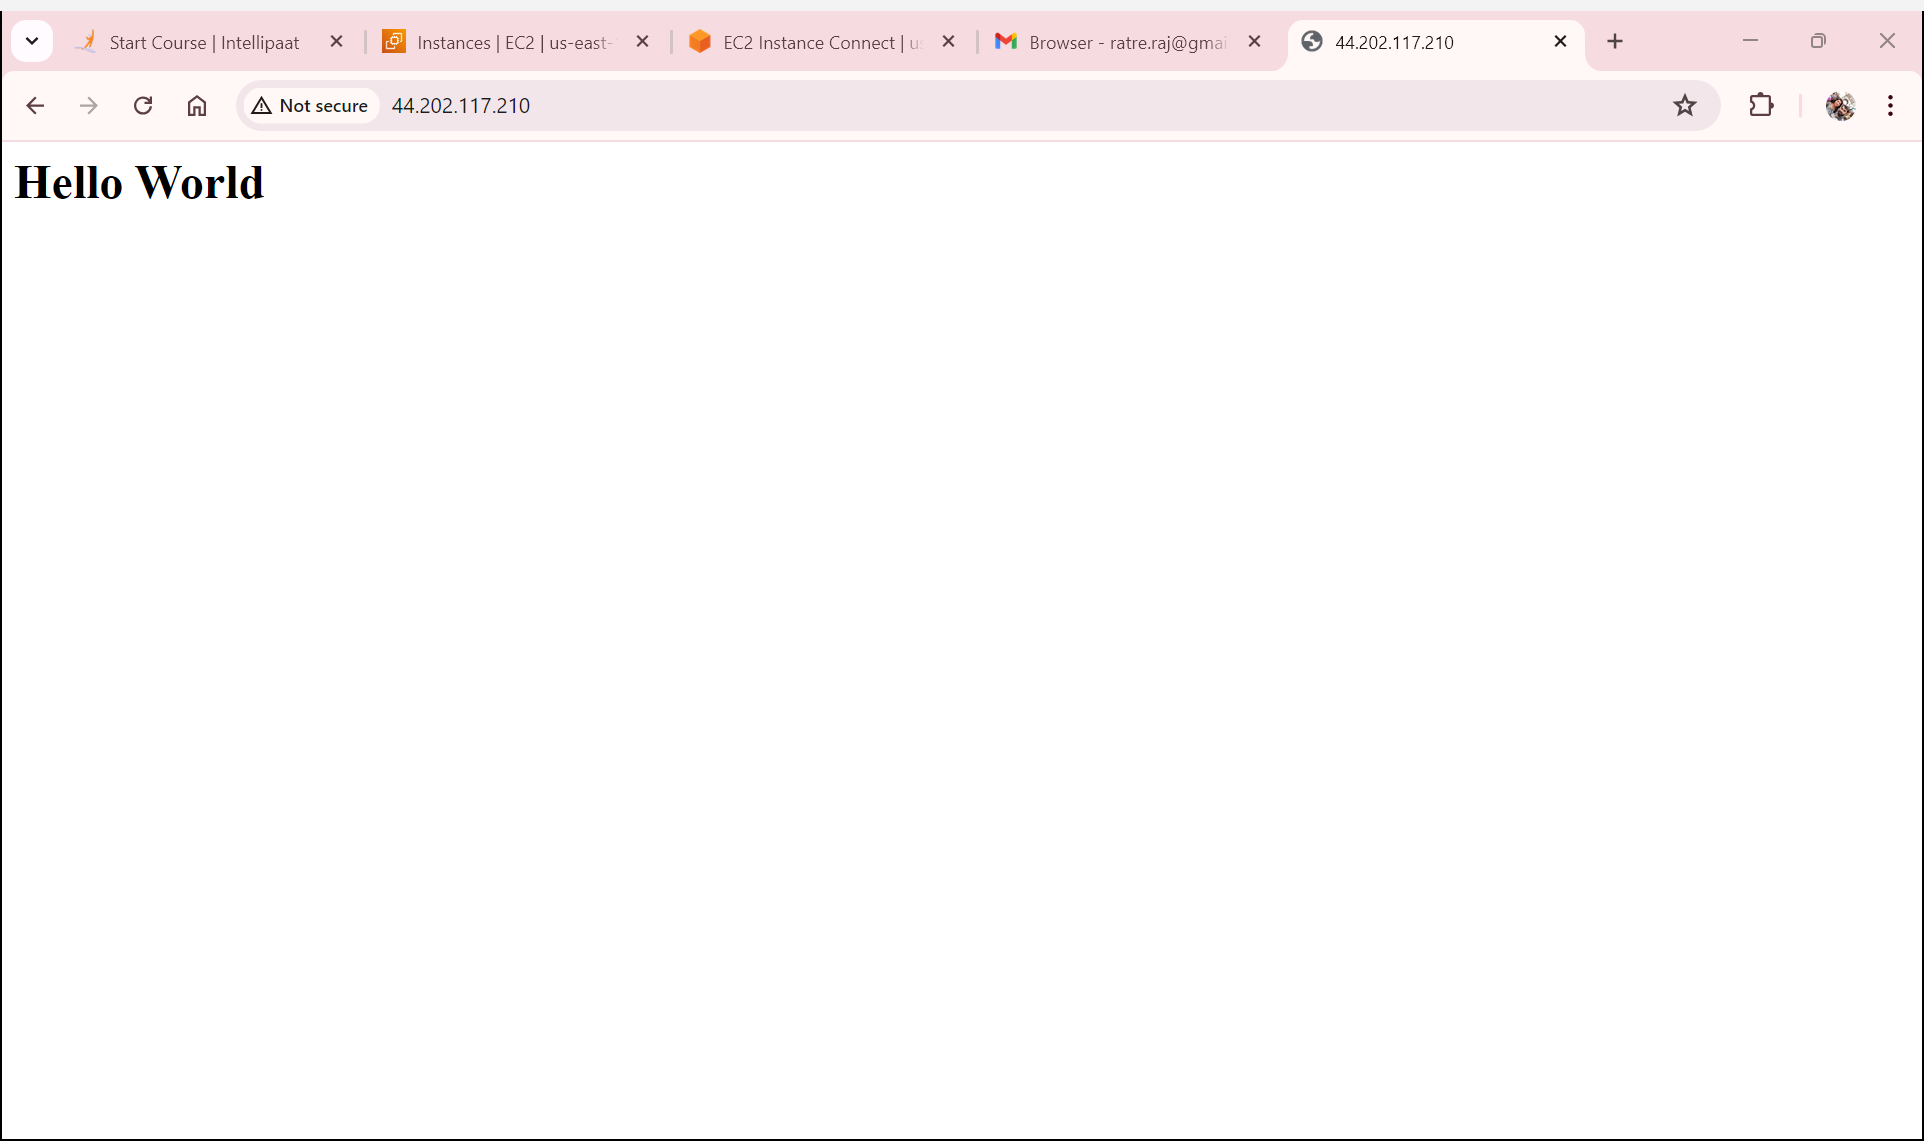 Start Course | Intellipaat
Instances | EC2 | us-east-
EC2 Instance Connect | us
Browser - ratre.raj@gmai
44.202.117.210
Not secure
44.202.117.210
Hello World